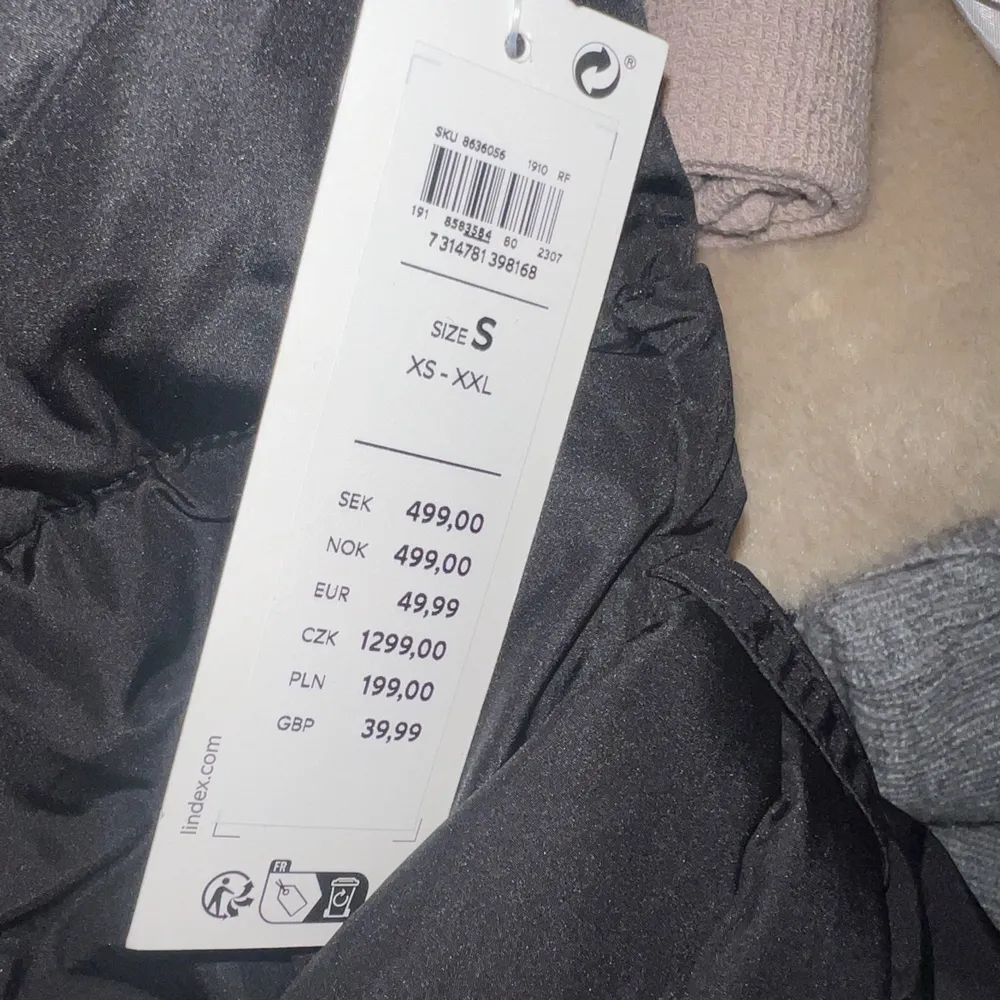 ®
SKU 8636056 1910 RF
191 8583584 80 2307
7 314781 398168
SIZE S
XS - XXL
SEK 499,00
NOK 499,00
EUR 49,99
CZK 1299,00
PLN 199,00
GBP 39,99
lindex.com
FR